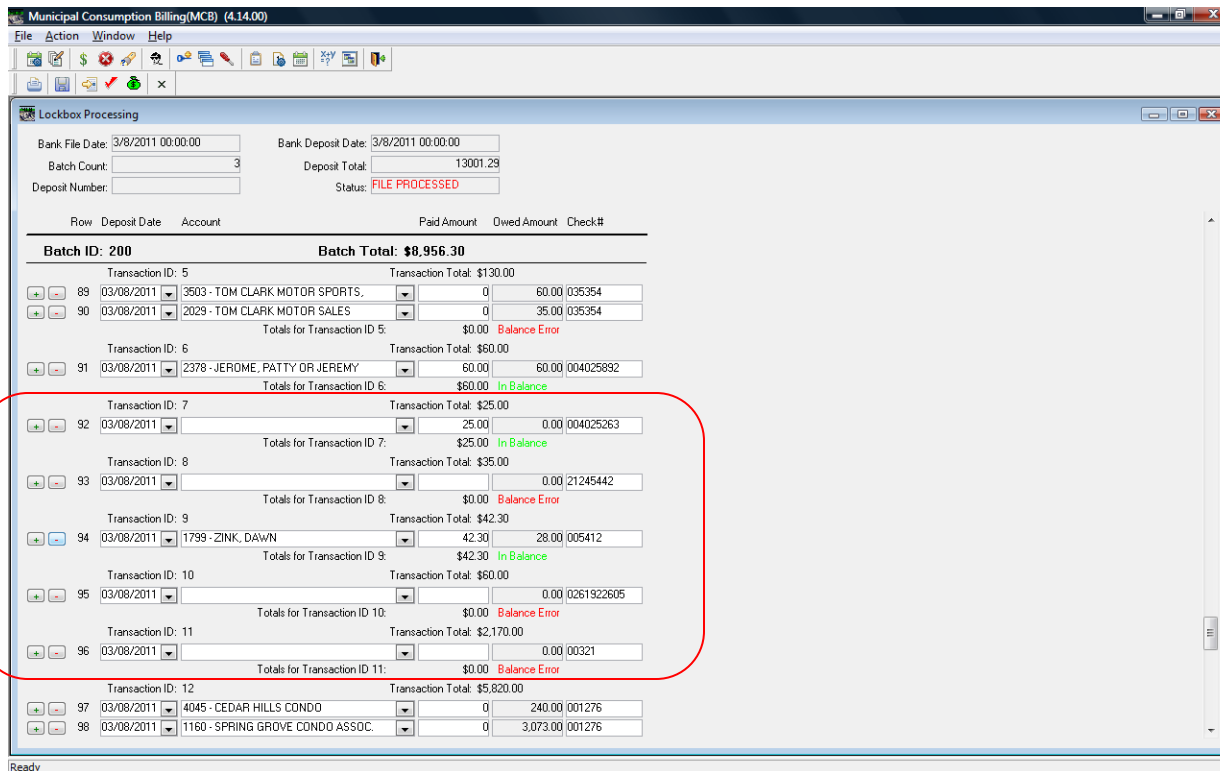 Municipal Consumption Billing(MCB) (4.14.00)
File Action Window Help
Lockbox Processing
Bank File Date: 3/8/2011 00:00:00 Bank Deposit Date: 3/8/2011 00:00:00
Batch Count: 3 Deposit Total: 13001.29
Deposit Number: Status: FILE PROCESSED
Row Deposit Date Account Paid Amount Owed Amount Check#
Batch ID: 200 Batch Total: $8,956.30
Transaction ID: 5 Transaction Total: $130.00
+ - 89 03/08/2011 3503 - TOM CLARK MOTOR SPORTS, 0 60.00 035354
+ - 90 03/08/2011 2029 - TOM CLARK MOTOR SALES 0 35.00 035354
Totals for Transaction ID 5: $0.00 Balance Error
Transaction ID: 6 Transaction Total: $60.00
+ - 91 03/08/2011 2378 - JEROME, PATTY OR JEREMY 60.00 60.00 004025892
Totals for Transaction ID 6: $60.00 In Balance
Transaction ID: 7 Transaction Total: $25.00
+ - 92 03/08/2011 25.00 0.00 004025263
Totals for Transaction ID 7: $25.00 In Balance
Transaction ID: 8 Transaction Total: $35.00
+ - 93 03/08/2011 0.00 21245442
Totals for Transaction ID 8: $0.00 Balance Error
Transaction ID: 9 Transaction Total: $42.30
+ - 94 03/08/2011 1799 - ZINK, DAWN 42.30 28.00 005412
Totals for Transaction ID 9: $42.30 In Balance
Transaction ID: 10 Transaction Total: $60.00
+ - 95 03/08/2011 0.00 0261922605
Totals for Transaction ID 10: $0.00 Balance Error
Transaction ID: 11 Transaction Total: $2,170.00
+ - 96 03/08/2011 0.00 00321
Totals for Transaction ID 11: $0.00 Balance Error
Transaction ID: 12 Transaction Total: $5,820.00
+ - 97 03/08/2011 4045 - CEDAR HILLS CONDO 0 240.00 001276
+ - 98 03/08/2011 1160 - SPRING GROVE CONDO ASSOC. 0 3,073.00 001276
Ready